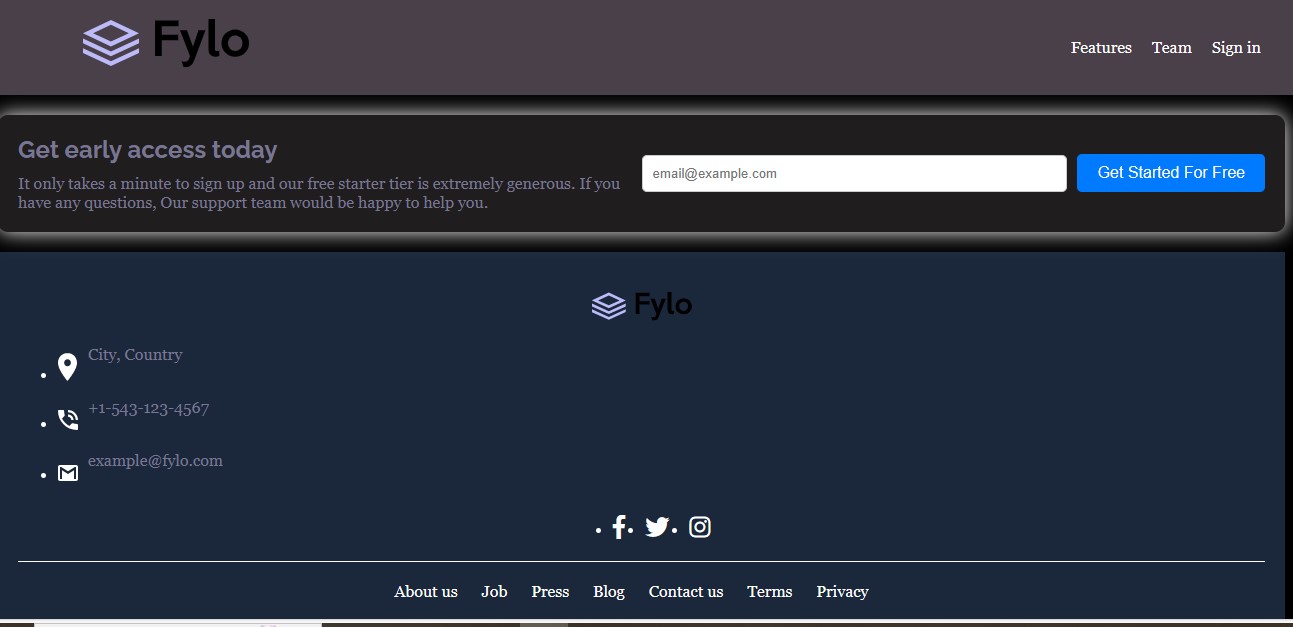 Fylo
Features Team Sign in
Get early access today
It only takes a minute to sign up and our free starter tier is extremely generous. If you
have any questions, Our support team would be happy to help you.
email@example.com
Get Started For Free
Fylo
City, Country
+1-543-123-4567
example@fylo.com
About us Job Press Blog Contact us Terms Privacy